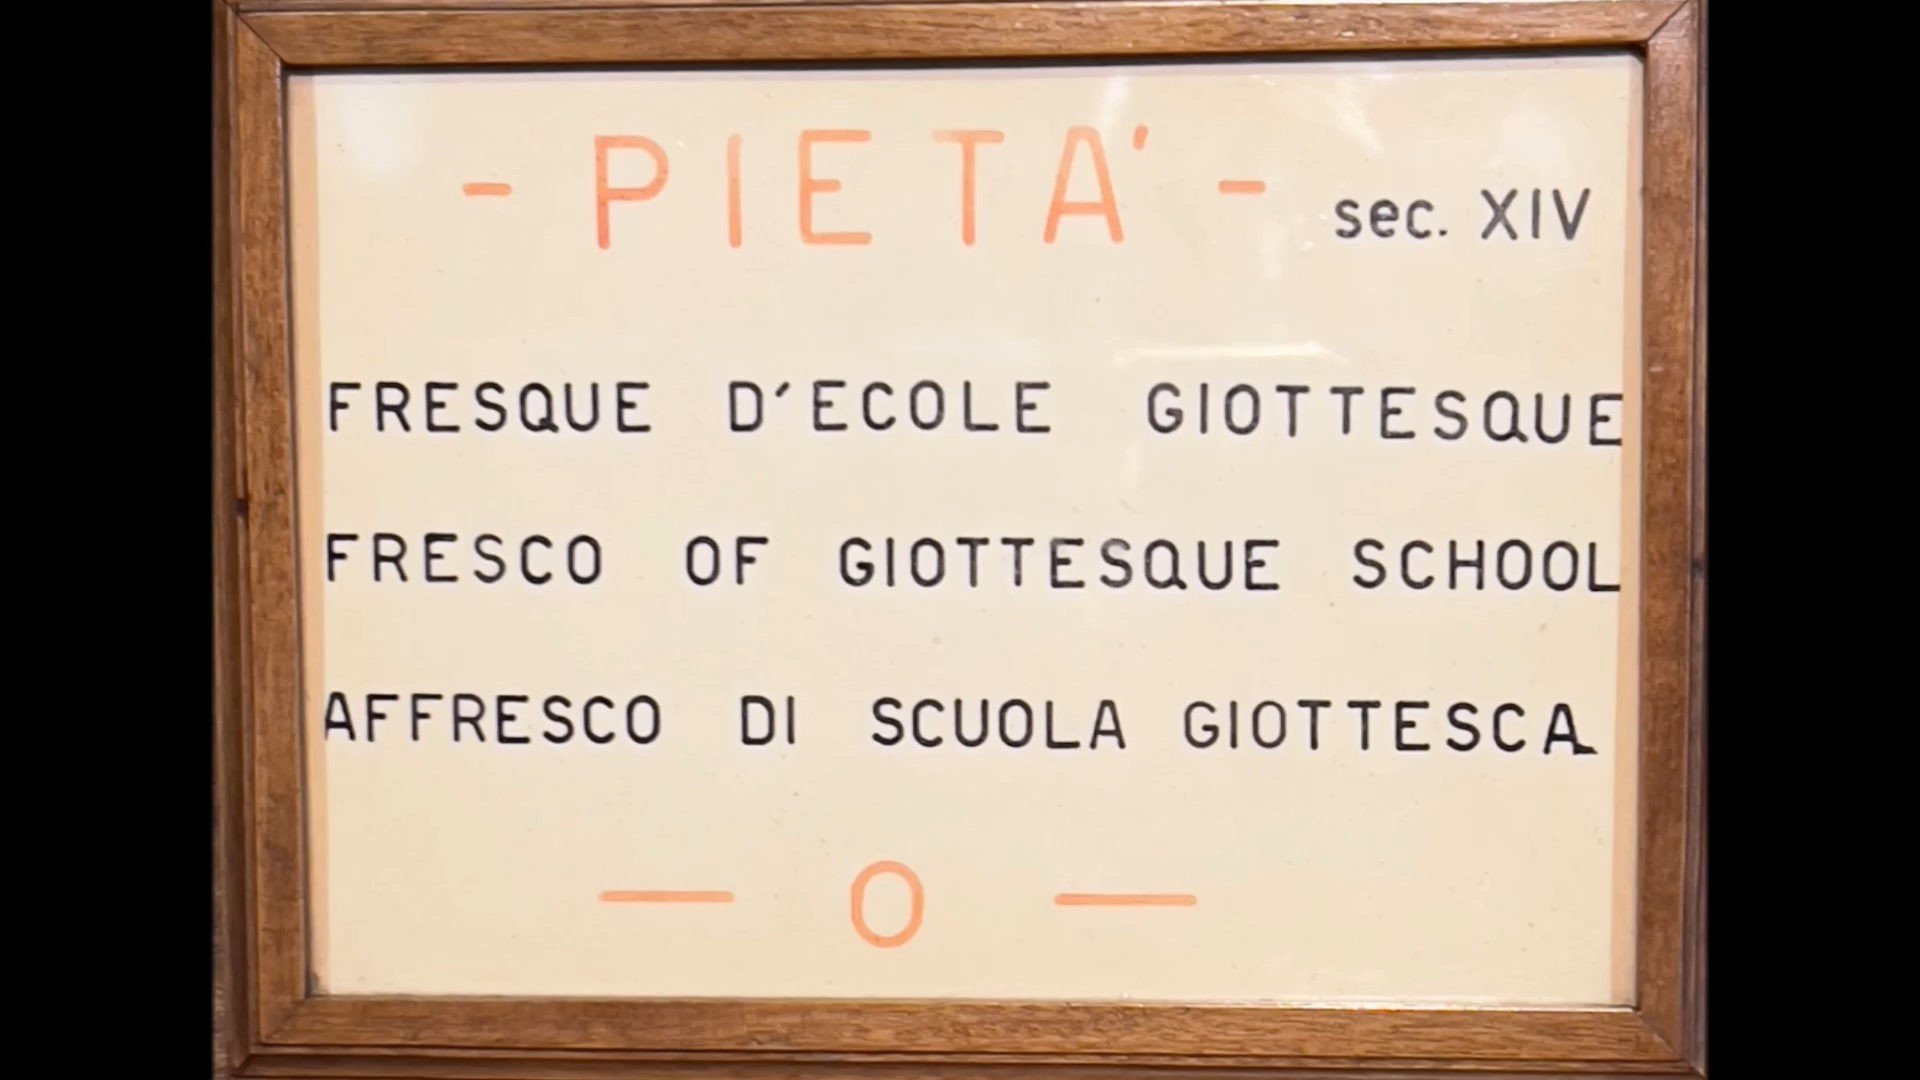 - PIETA' - sec. XIV
FRESQUE D'ECOLE GIOTTESQUE
FRESCO OF GIOTTESQUE SCHOOL
AFFRESCO DI SCUOLA GIOTTESCA
— O —